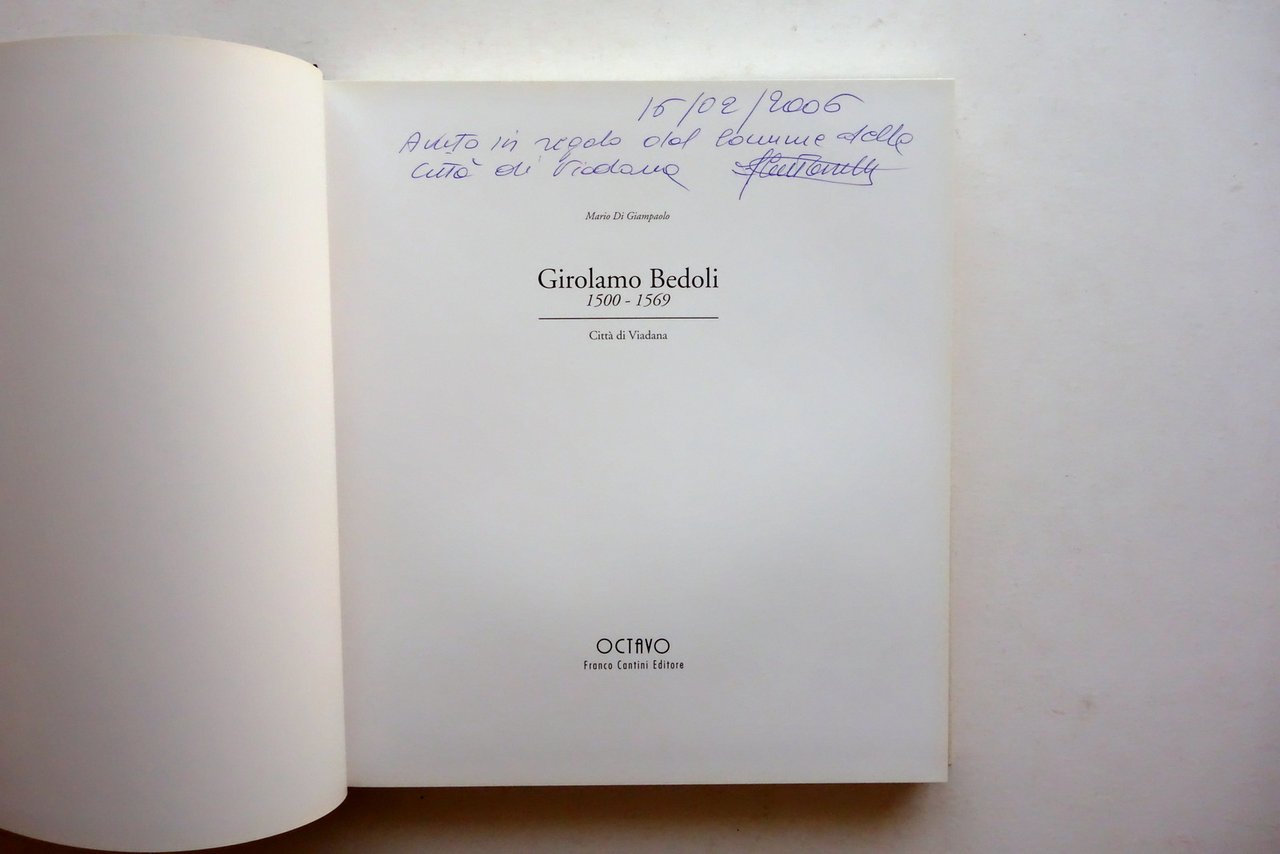 16/02/2006
Avuto in regalo dal Comune della
Città di Viadana
Mario Di Giampaolo
Girolamo Bedoli
1500 - 1569
Città di Viadana
OCTAVO
Franco Cantini Editore